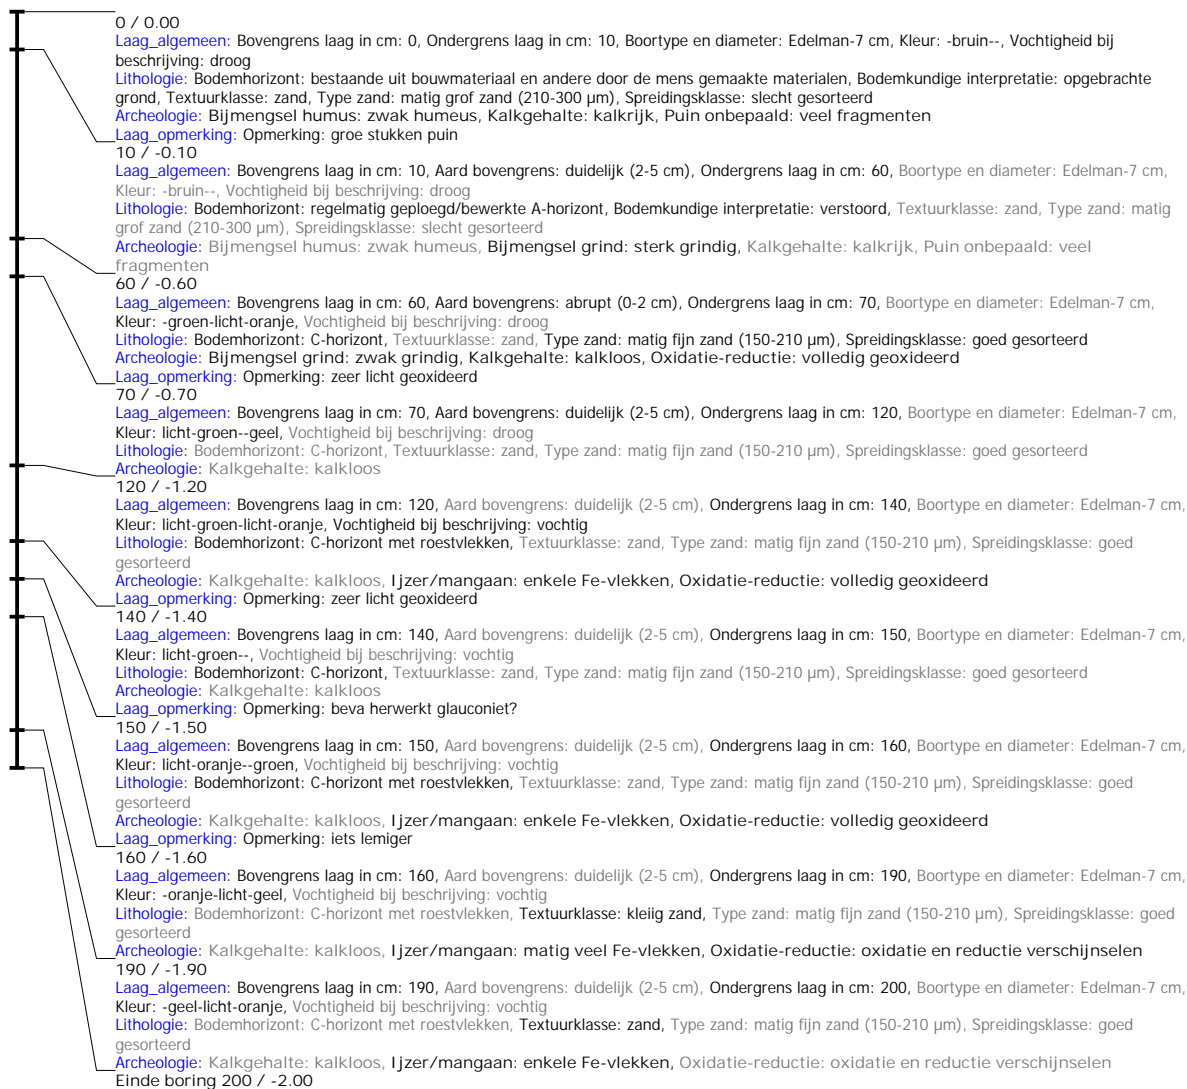 0 / 0.00
Laag_algemeen: Bovengrens laag in cm: 0, Ondergrens laag in cm: 10, Boortype en diameter: Edelman-7 cm, Kleur: -bruin--, Vochtigheid bij
beschrijving: droog
Lithologie: Bodemhorizont: bestaande uit bouwmateriaal en andere door de mens gemaakte materialen, Bodemkundige interpretatie: opgebrachte
grond, Textuurklasse: zand, Type zand: matig grof zand (210-300 µm), Spreidingsklasse: slecht gesorteerd
Archeologie: Bijmengsel humus: zwak humeus, Kalkgehalte: kalkrijk, Puin onbepaald: veel fragmenten
Laag_opmerking: Opmerking: groe stukken puin
10 / -0.10
Laag_algemeen: Bovengrens laag in cm: 10, Aard bovengrens: duidelijk (2-5 cm), Ondergrens laag in cm: 60, Boortype en diameter: Edelman-7 cm,
Kleur: -bruin--, Vochtigheid bij beschrijving: droog
Lithologie: Bodemhorizont: regelmatig geploegd/bewerkte A-horizont, Bodemkundige interpretatie: verstoord, Textuurklasse: zand, Type zand: matig
grof zand (210-300 µm), Spreidingsklasse: slecht gesorteerd
Archeologie: Bijmengsel humus: zwak humeus, Bijmengsel grind: sterk grindig, Kalkgehalte: kalkrijk, Puin onbepaald: veel
fragmenten
60 / -0.60
Laag_algemeen: Bovengrens laag in cm: 60, Aard bovengrens: abrupt (0-2 cm), Ondergrens laag in cm: 70, Boortype en diameter: Edelman-7 cm,
Kleur: -groen-licht-oranje, Vochtigheid bij beschrijving: droog
Lithologie: Bodemhorizont: C-horizont, Textuurklasse: zand, Type zand: matig fijn zand (150-210 µm), Spreidingsklasse: goed gesorteerd
Archeologie: Bijmengsel grind: zwak grindig, Kalkgehalte: kalkloos, Oxidatie-reductie: volledig geoxideerd
Laag_opmerking: Opmerking: zeer licht geoxideerd
70 / -0.70
Laag_algemeen: Bovengrens laag in cm: 70, Aard bovengrens: duidelijk (2-5 cm), Ondergrens laag in cm: 120, Boortype en diameter: Edelman-7 cm,
Kleur: licht-groen--geel, Vochtigheid bij beschrijving: droog
Lithologie: Bodemhorizont: C-horizont, Textuurklasse: zand, Type zand: matig fijn zand (150-210 µm), Spreidingsklasse: goed gesorteerd
Archeologie: Kalkgehalte: kalkloos
120 / -1.20
Laag_algemeen: Bovengrens laag in cm: 120, Aard bovengrens: duidelijk (2-5 cm), Ondergrens laag in cm: 140, Boortype en diameter: Edelman-7 cm,
Kleur: licht-groen-licht-oranje, Vochtigheid bij beschrijving: vochtig
Lithologie: Bodemhorizont: C-horizont met roestvlekken, Textuurklasse: zand, Type zand: matig fijn zand (150-210 µm), Spreidingsklasse: goed
gesorteerd
Archeologie: Kalkgehalte: kalkloos, Ijzer/mangaan: enkele Fe-vlekken, Oxidatie-reductie: volledig geoxideerd
Laag_opmerking: Opmerking: zeer licht geoxideerd
140 / -1.40
Laag_algemeen: Bovengrens laag in cm: 140, Aard bovengrens: duidelijk (2-5 cm), Ondergrens laag in cm: 150, Boortype en diameter: Edelman-7 cm,
Kleur: licht-groen--, Vochtigheid bij beschrijving: vochtig
Lithologie: Bodemhorizont: C-horizont, Textuurklasse: zand, Type zand: matig fijn zand (150-210 µm), Spreidingsklasse: goed gesorteerd
Archeologie: Kalkgehalte: kalkloos
Laag_opmerking: Opmerking: beva herwerkt glauconiet?
150 / -1.50
Laag_algemeen: Bovengrens laag in cm: 150, Aard bovengrens: duidelijk (2-5 cm), Ondergrens laag in cm: 160, Boortype en diameter: Edelman-7 cm,
Kleur: licht-oranje--groen, Vochtigheid bij beschrijving: vochtig
Lithologie: Bodemhorizont: C-horizont met roestvlekken, Textuurklasse: zand, Type zand: matig fijn zand (150-210 µm), Spreidingsklasse: goed
gesorteerd
Archeologie: Kalkgehalte: kalkloos, Ijzer/mangaan: enkele Fe-vlekken, Oxidatie-reductie: volledig geoxideerd
Laag_opmerking: Opmerking: iets lemiger
160 / -1.60
Laag_algemeen: Bovengrens laag in cm: 160, Aard bovengrens: duidelijk (2-5 cm), Ondergrens laag in cm: 190, Boortype en diameter: Edelman-7 cm,
Kleur: -oranje-licht-geel, Vochtigheid bij beschrijving: vochtig
Lithologie: Bodemhorizont: C-horizont met roestvlekken, Textuurklasse: kleiig zand, Type zand: matig fijn zand (150-210 µm), Spreidingsklasse: goed
gesorteerd
Archeologie: Kalkgehalte: kalkloos, Ijzer/mangaan: matig veel Fe-vlekken, Oxidatie-reductie: oxidatie en reductie verschijnselen
190 / -1.90
Laag_algemeen: Bovengrens laag in cm: 190, Aard bovengrens: duidelijk (2-5 cm), Ondergrens laag in cm: 200, Boortype en diameter: Edelman-7 cm,
Kleur: -geel-licht-oranje, Vochtigheid bij beschrijving: vochtig
Lithologie: Bodemhorizont: C-horizont met roestvlekken, Textuurklasse: zand, Type zand: matig fijn zand (150-210 µm), Spreidingsklasse: goed
gesorteerd
Archeologie: Kalkgehalte: kalkloos, Ijzer/mangaan: enkele Fe-vlekken, Oxidatie-reductie: oxidatie en reductie verschijnselen
Einde boring 200 / -2.00